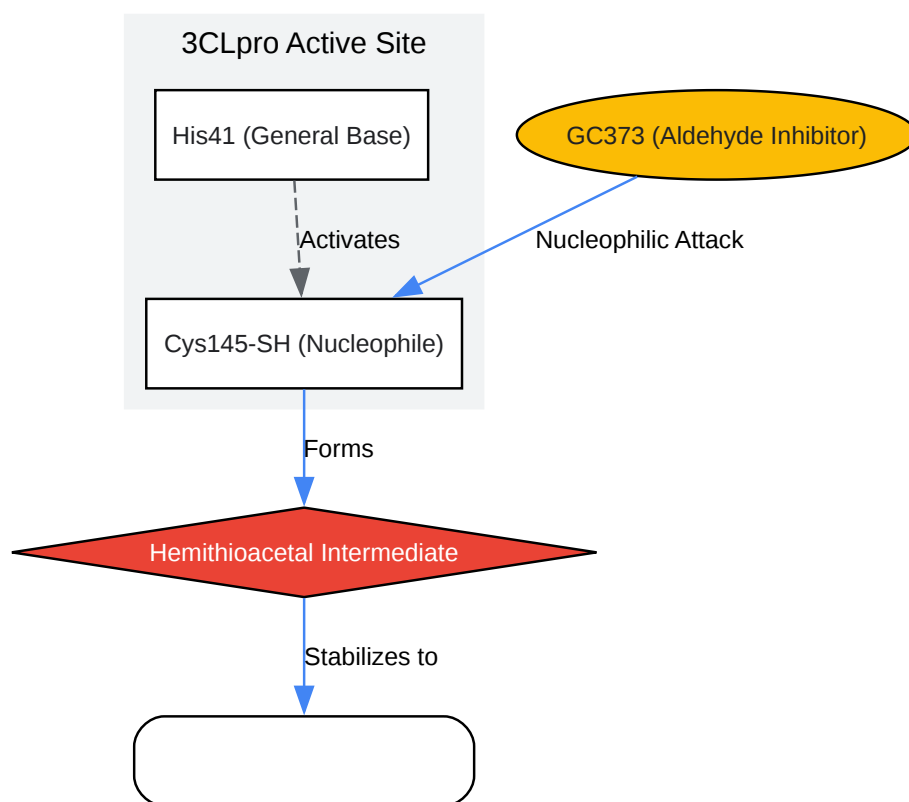 3CLpro Active Site
His41 (General Base)
GC373 (Aldehyde Inhibitor)
Activates
Nucleophilic Attack
Cys145-SH (Nucleophile)
Forms
Hemithioacetal Intermediate
Stabilizes to